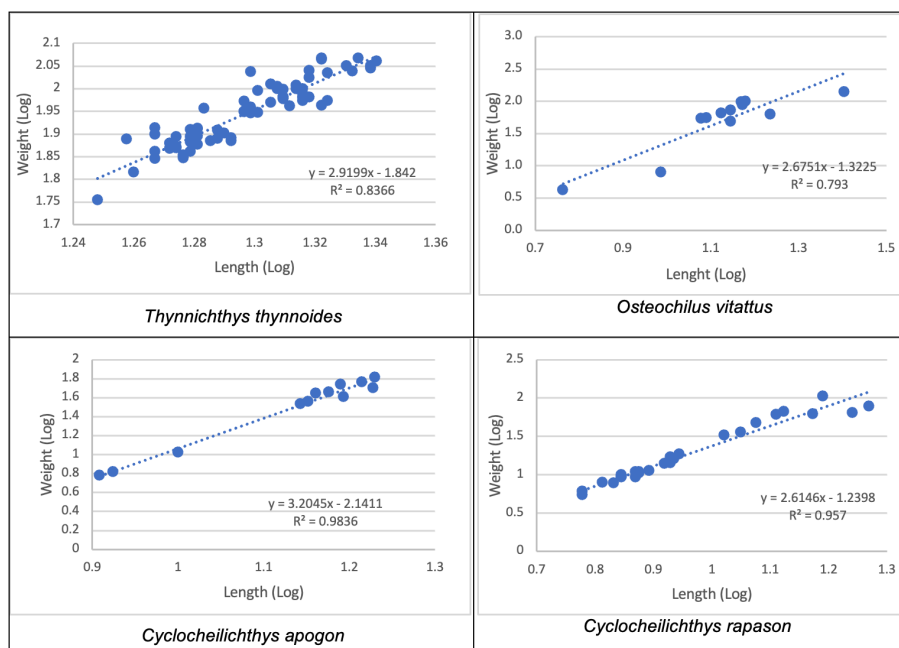 2.1
2.05
2
1.95
1.9
1.85
1.8
1.75
1.7
Weight (Log)
y = 2.9199x - 1.842
R² = 0.8366
1.24 1.26 1.28 1.3 1.32 1.34 1.36
Length (Log)
Thynnichthys thynnoides
3.0
2.5
2.0
1.5
1.0
0.5
0.0
Weight (Log)
y = 2.6751x - 1.3225
R² = 0.793
0.7 0.9 1.1 1.3 1.5
Lenght (Log)
Osteochilus vitattus
2
1.8
1.6
1.4
1.2
1
0.8
0.6
0.4
0.2
0
Weight (Log)
y = 3.2045x - 2.1411
R² = 0.9836
0.9 1 1.1 1.2 1.3
Length (Log)
Cyclocheilichthys apogon
2.5
2
1.5
1
0.5
0
Weight (Log)
y = 2.6146x - 1.2398
R² = 0.957
0.7 0.8 0.9 1 1.1 1.2 1.3
Length (Log)
Cyclocheilichthys rapason